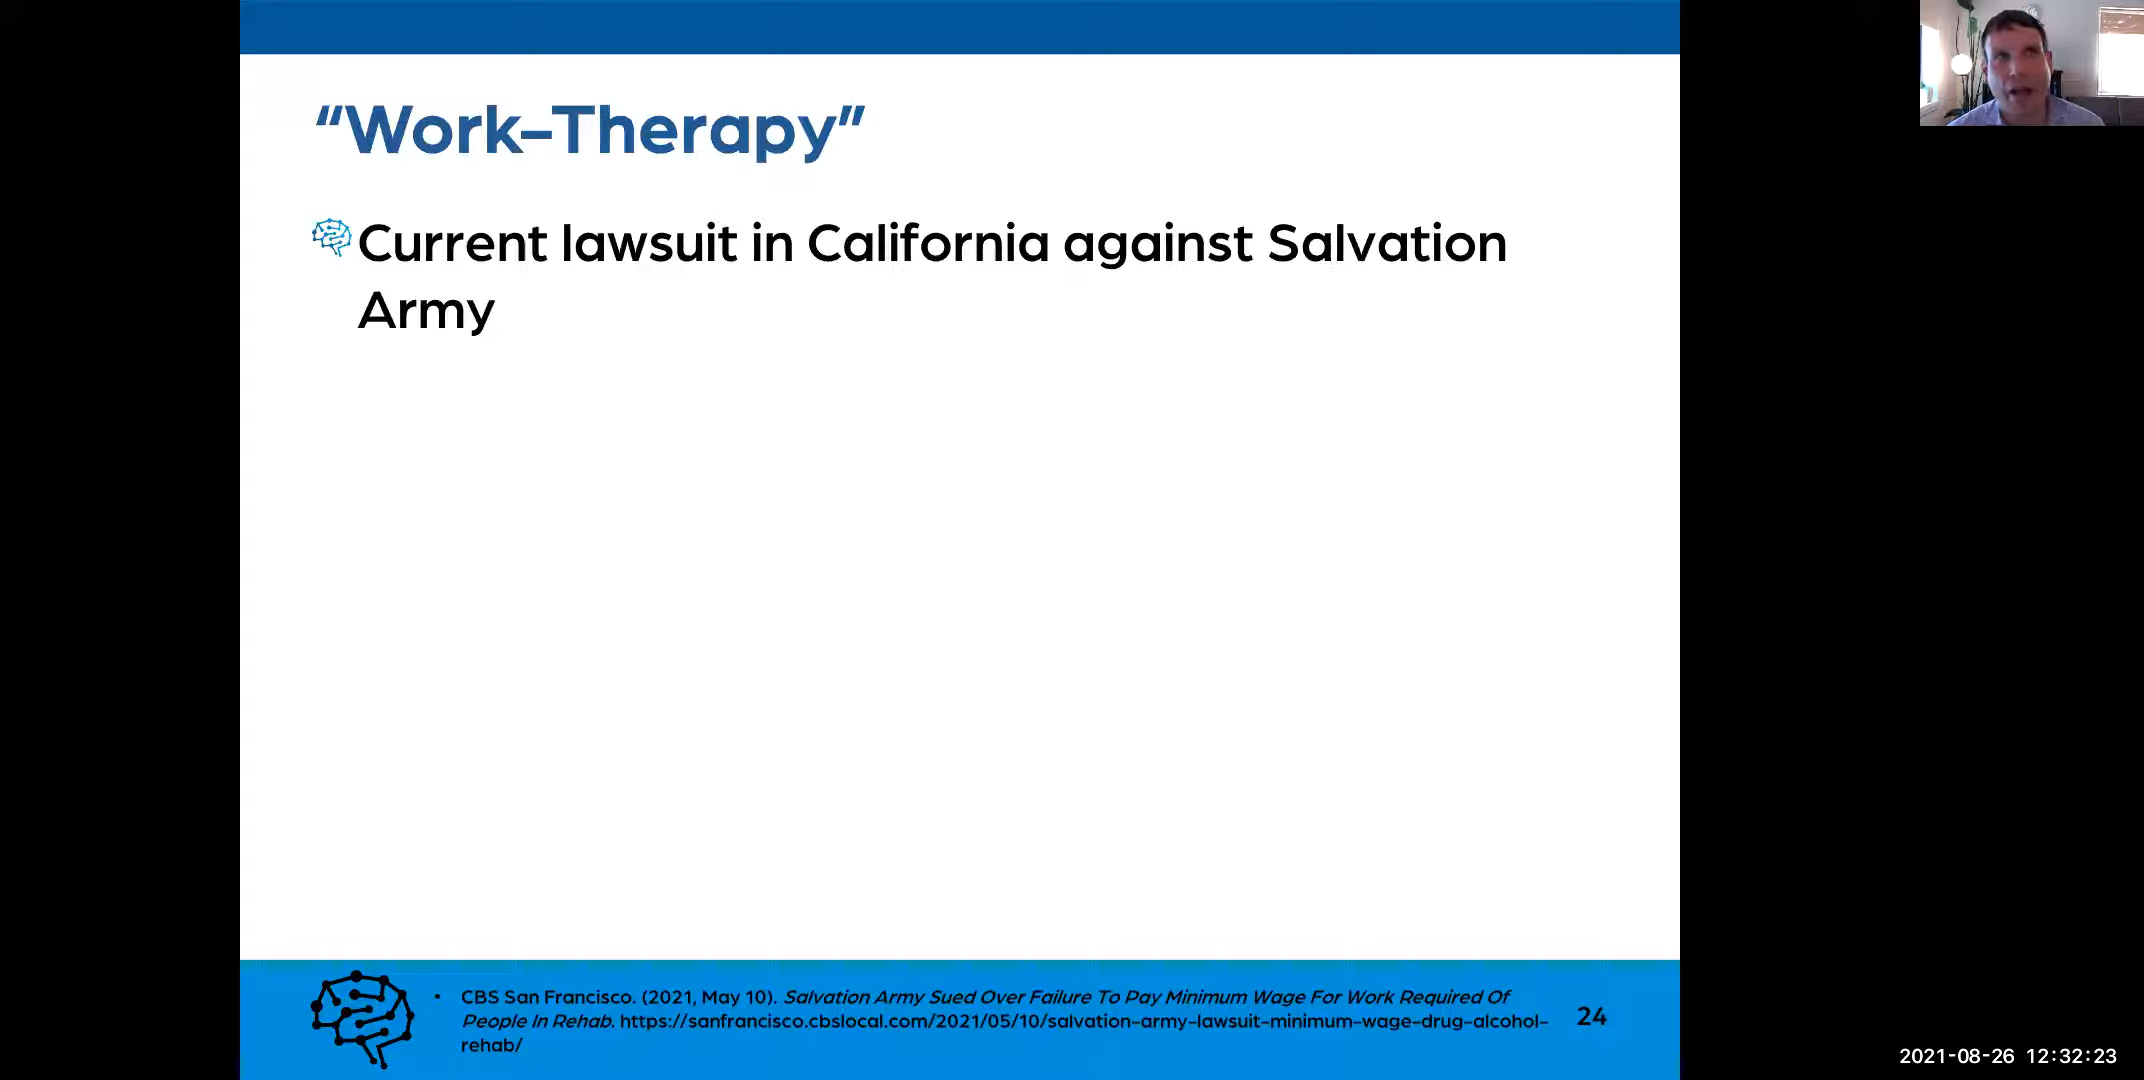 “Work-Therapy”
Current lawsuit in California against Salvation
Army
• CBS San Francisco. (2021, May 10). Salvation Army Sued Over Failure To Pay Minimum Wage For Work Required Of
People In Rehab. https://sanfrancisco.cbslocal.com/2021/05/10/salvation-army-lawsuit-minimum-wage-drug-alcohol-
rehab/
24
2021-08-26 12:32:23